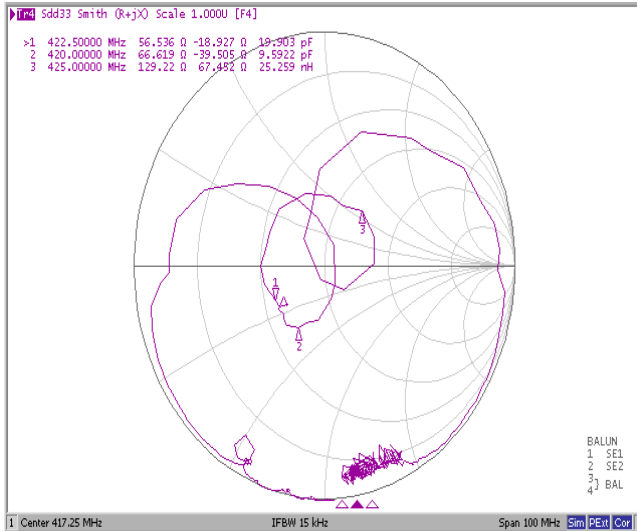 Tr4 Sdd33 Smith (R+jX) Scale 1.000U [F4]
>1 422.50000 MHz 56.536 Ω -18.927 Ω 19.903 pF
2 420.00000 MHz 66.619 Ω -39.505 Ω 9.5922 pF
3 425.00000 MHz 129.22 Ω 67.452 Ω 25.259 nH
3
1
2
BALUN
1 SE1
2 SE2
3
4 } BAL
1 Center 417.25 MHz IFBW 15 kHz Span 100 MHz Sim PExt Cor